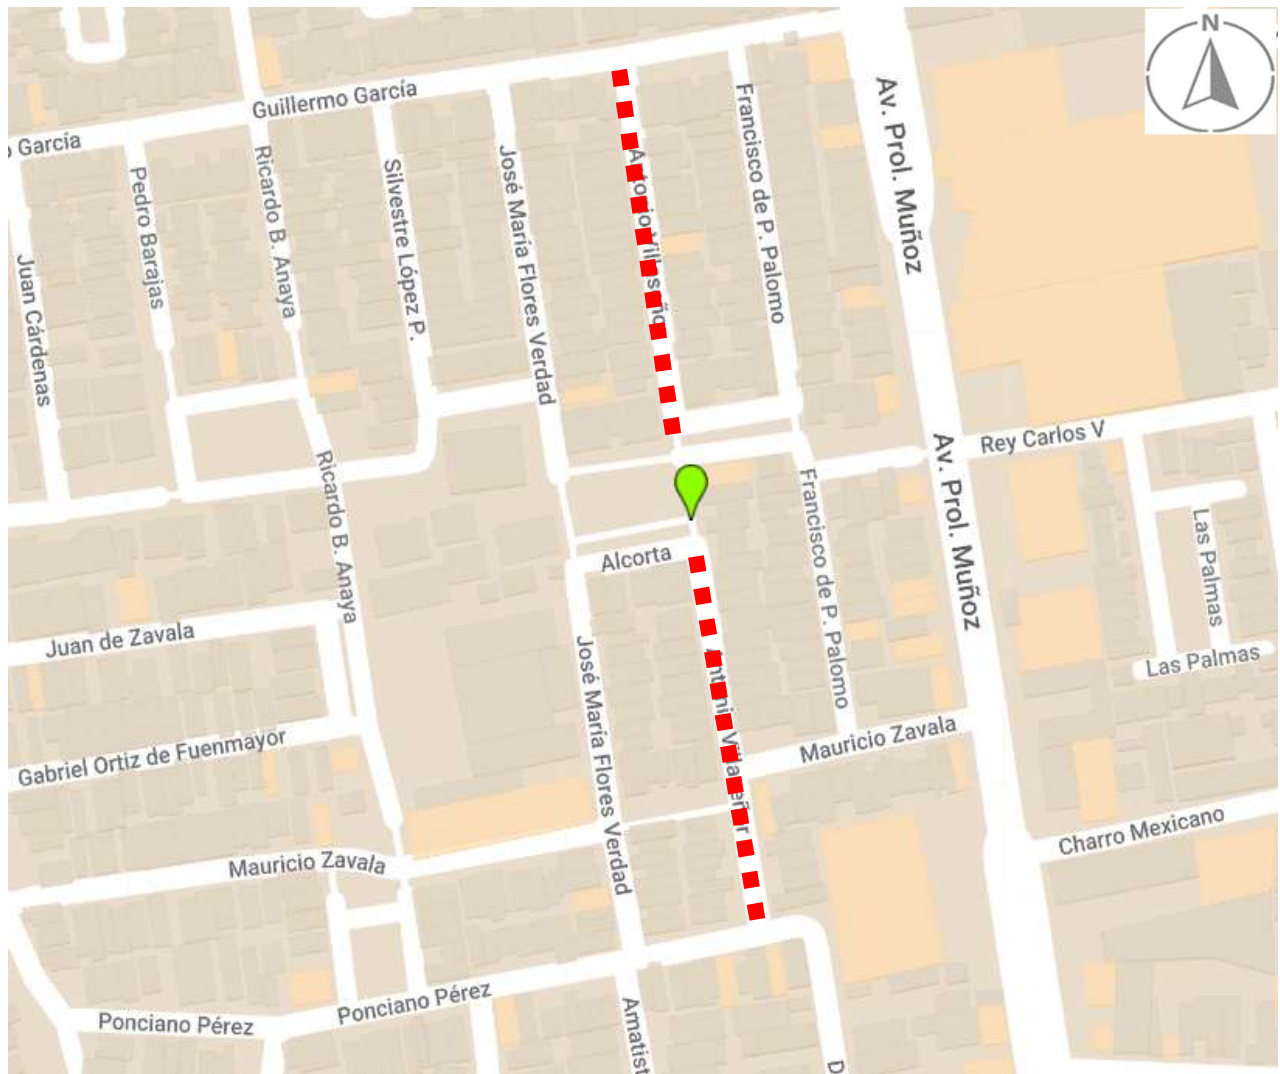 N
Guillermo García
García
Av. Prol. Muñoz
Francisco de P. Palomo
José María Flores Verdad
Ricardo B. Anaya
Silvestre López P.
Pedro Barajas
Juan Cárdenas
Rey Carlos V
Av. Prol. Muñoz
Ricardo B. Anaya
Francisco de P. Palomo
Las Palmas
Alcorta
Juan de Zavala
Las Palmas
José María Flores Verdad
Gabriel Ortiz de Fuenmayor
Mauricio Zavala
Charro Mexicano
Mauricio Zavala
Ponciano Pérez
Ponciano Pérez
Amatist
D